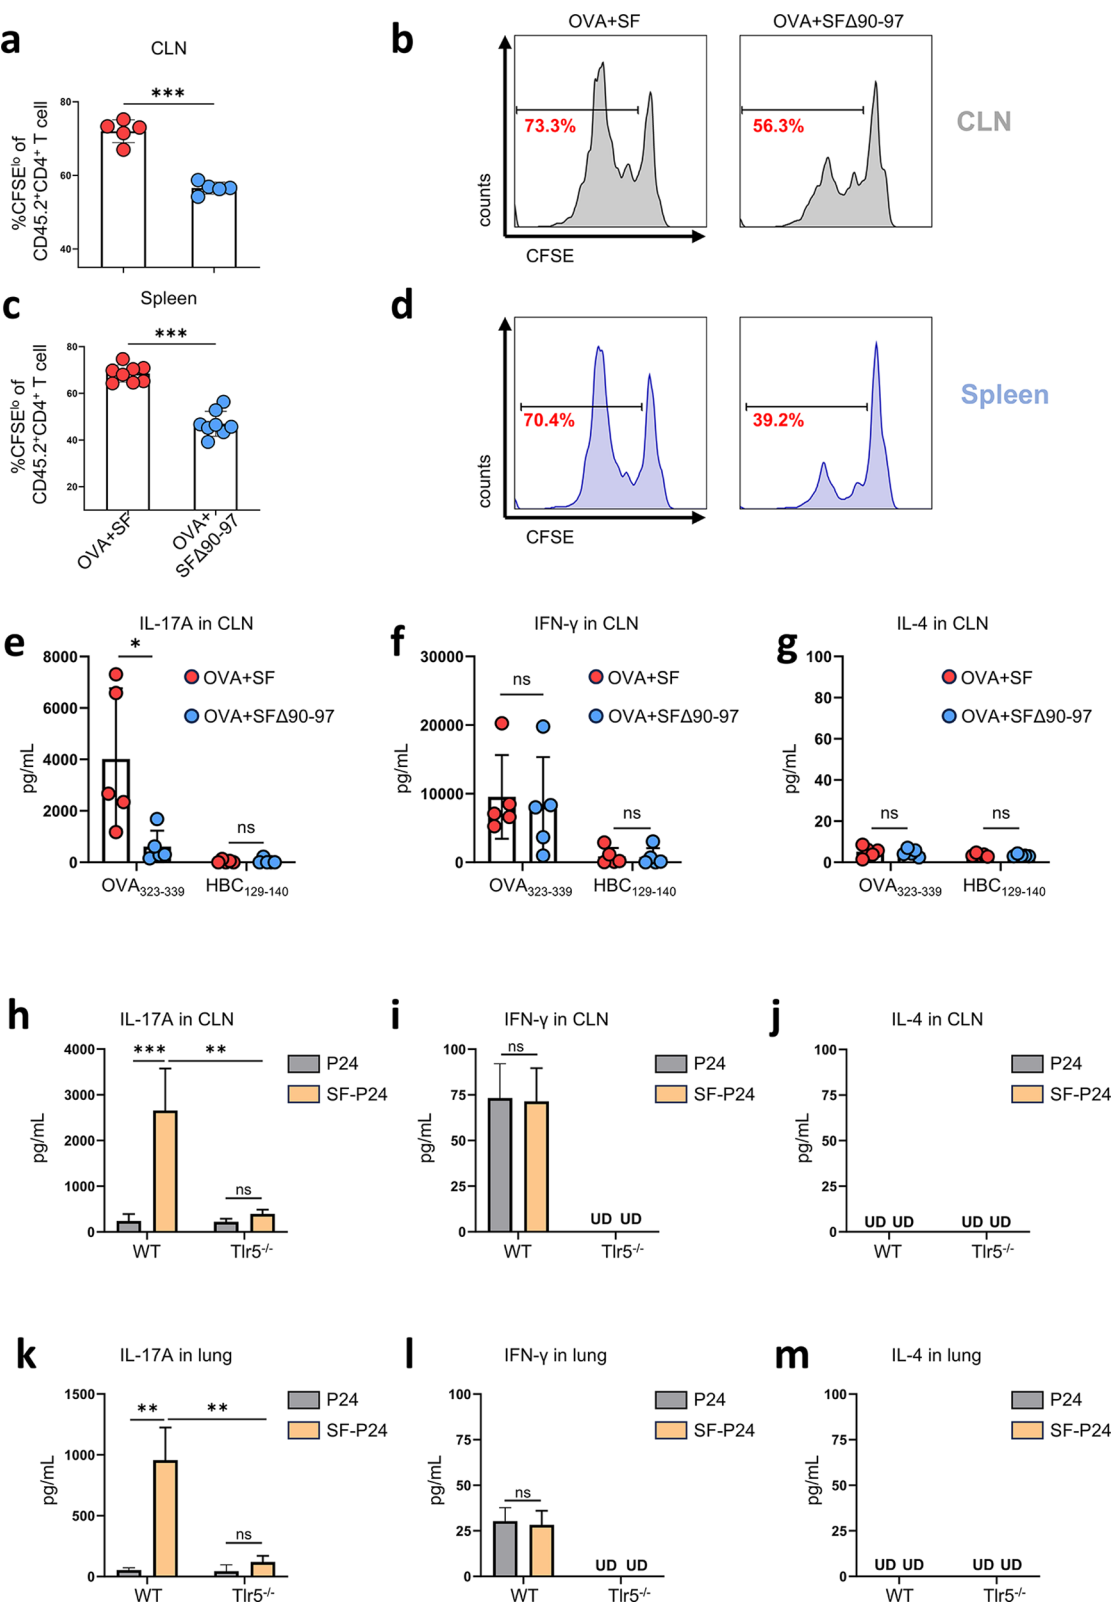 a
CLN
***
%CFSE^lo of
CD45.2⁺CD4⁺ T cell
80
60
40
b
OVA+SF
OVA+SFΔ90-97
73.3%
56.3%
CLN
counts
CFSE
c
Spleen
***
%CFSE^lo of
CD45.2⁺CD4⁺ T cell
80
60
40
20
OVA+SF
OVA+
SFΔ90-97
d
70.4%
39.2%
Spleen
counts
CFSE
e
IL-17A in CLN
*
pg/mL
8000
6000
4000
2000
0
OVA+SF
OVA+SFΔ90-97
ns
OVA₃₂₃₋₃₃₉
HBC₁₂₉₋₁₄₀
f
IFN-γ in CLN
pg/mL
30000
20000
10000
0
ns
OVA+SF
OVA+SFΔ90-97
ns
OVA₃₂₃₋₃₃₉
HBC₁₂₉₋₁₄₀
g
IL-4 in CLN
pg/mL
100
80
60
40
20
0
OVA+SF
OVA+SFΔ90-97
ns
ns
OVA₃₂₃₋₃₃₉
HBC₁₂₉₋₁₄₀
h
IL-17A in CLN
pg/mL
4000
3000
2000
1000
0
***
**
P24
SF-P24
ns
WT
Tlr5⁻/⁻
i
IFN-γ in CLN
pg/mL
100
75
50
25
0
ns
P24
SF-P24
UD UD
WT
Tlr5⁻/⁻
j
IL-4 in CLN
pg/mL
100
75
50
25
0
P24
SF-P24
UD UD
UD UD
WT
Tlr5⁻/⁻
k
IL-17A in lung
pg/mL
1500
1000
500
0
**
**
P24
SF-P24
ns
WT
Tlr5⁻/⁻
l
IFN-γ in lung
pg/mL
100
75
50
25
0
ns
P24
SF-P24
UD UD
WT
Tlr5⁻/⁻
m
IL-4 in lung
pg/mL
100
75
50
25
0
P24
SF-P24
UD UD
UD UD
WT
Tlr5⁻/⁻